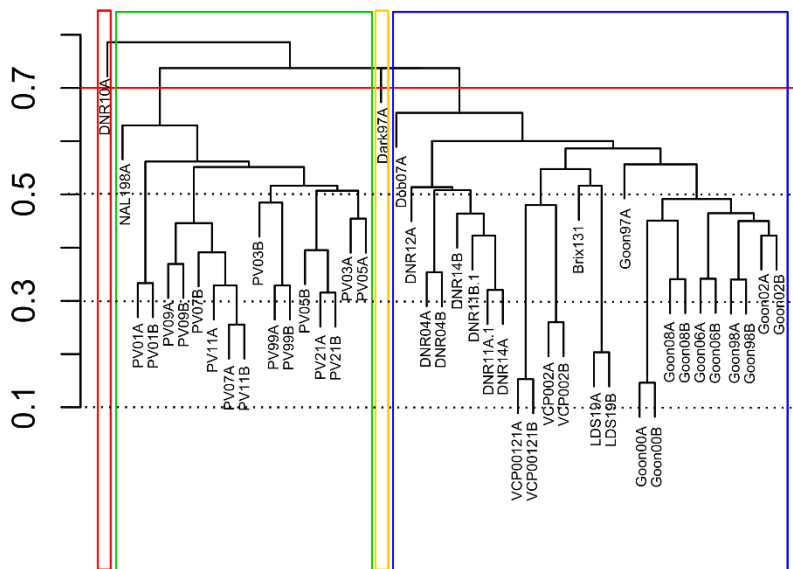 0.7
0.5
0.3
0.1
DNR10A
NAL198A
PV01A
PV01B
PV09A
PV09B
PV07B
PV11A
PV07A
PV11B
PV03B
PV99A
PV99B
PV05B
PV21A
PV21B
PV03A
PV05A
Dark97A
Dob07A
DNR12A
DNR04A
DNR04B
DNR14B
DNR11B.1
DNR11A.1
DNR14A
VCP00121A
VCP00121B
VCP002A
VCP002B
Brix131
LDS19A
LDS19B
Goon97A
Goon00A
Goon00B
Goon08A
Goon08B
Goon06A
Goon06B
Goon98A
Goon98B
Goon02A
Goon02B